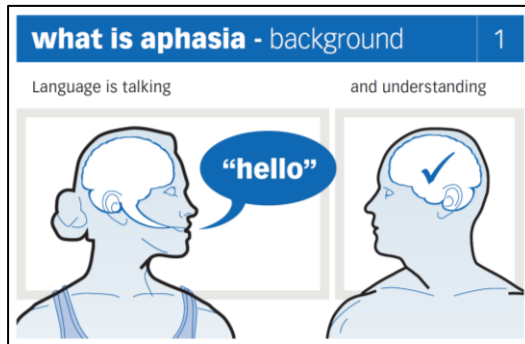 what is aphasia - background 1
Language is talking and understanding
“hello”